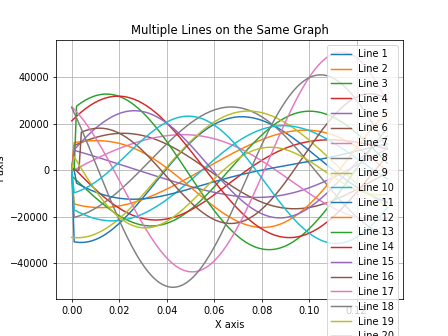 Multiple Lines on the Same Graph
40000
20000
0
−20000
−40000
0.00
0.02
0.04
0.06
0.08
0.10
X axis
axis
Line 1
Line 2
Line 3
Line 4
Line 5
Line 6
Line 7
Line 8
Line 9
Line 10
Line 11
Line 12
Line 13
Line 14
Line 15
Line 16
Line 17
Line 18
Line 19
Line 20